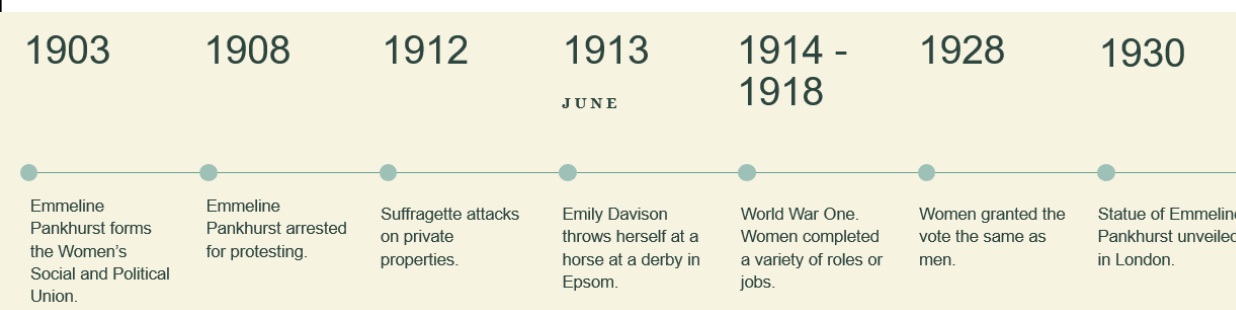 1903
Emmeline
Pankhurst forms
the Women's
Social and Political
Union.
1908
Emmeline
Pankhurst arrested
for protesting.
1912
Suffragette attacks
on private
properties.
1913
JUNE
Emily Davison
throws herself at a
horse at a derby in
Epsom.
1914 -
1918
World War One.
Women completed
a variety of roles or
jobs.
1928
Women granted the
vote the same as
men.
1930
Statue of Emmeline
Pankhurst unveiled
in London.